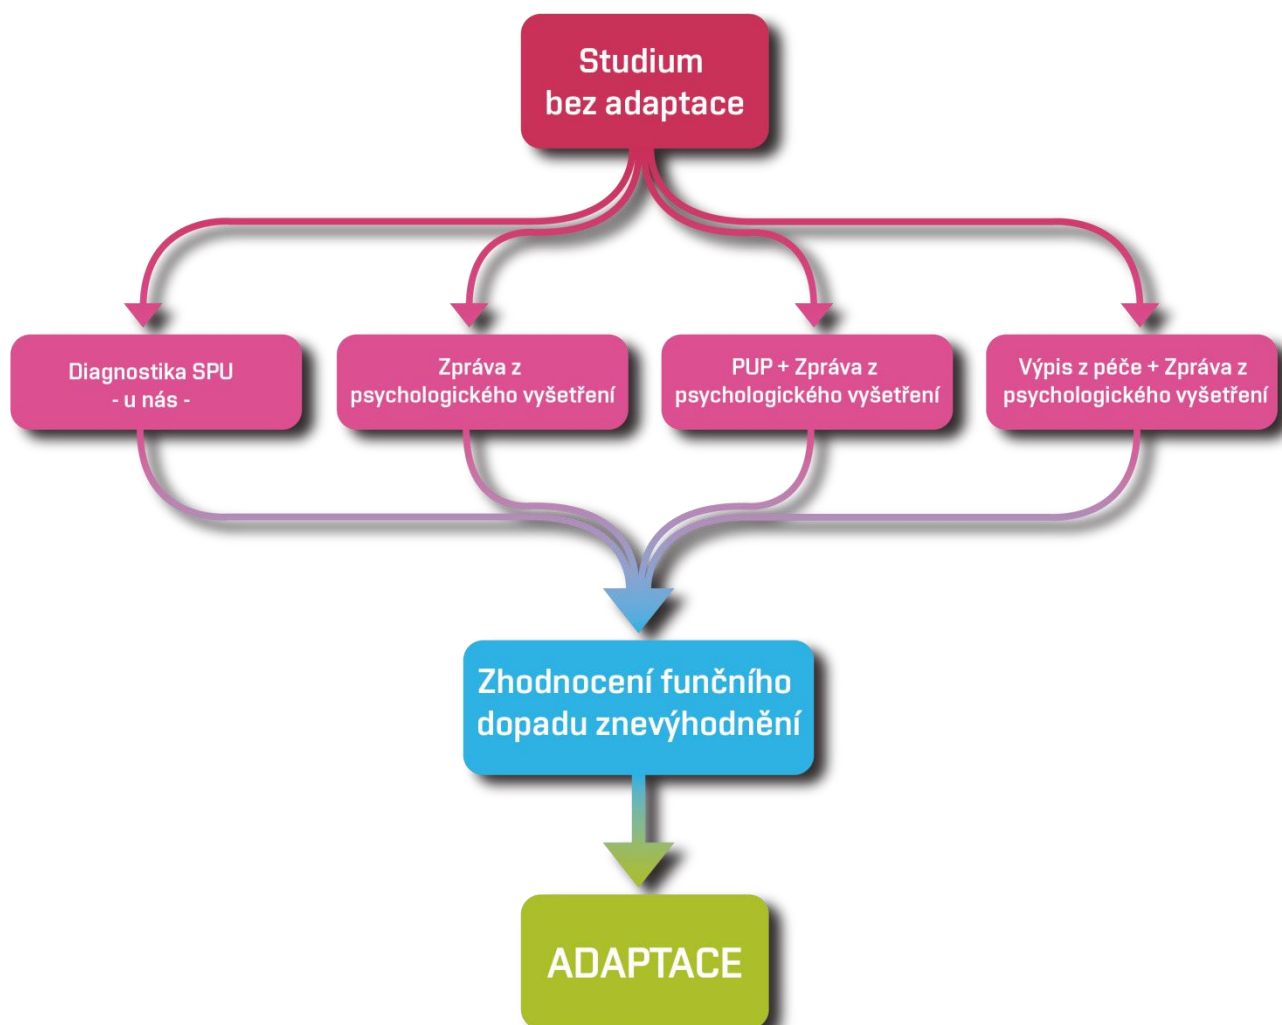 Studium
bez adaptace
Diagnostika SPU
- u nás -
Zpráva z
psychologického vyšetření
PUP + Zpráva z
psychologického vyšetření
Výpis z péče + Zpráva z
psychologického vyšetření
Zhodnocení funčního
dopadu znevýhodnění
ADAPTACE